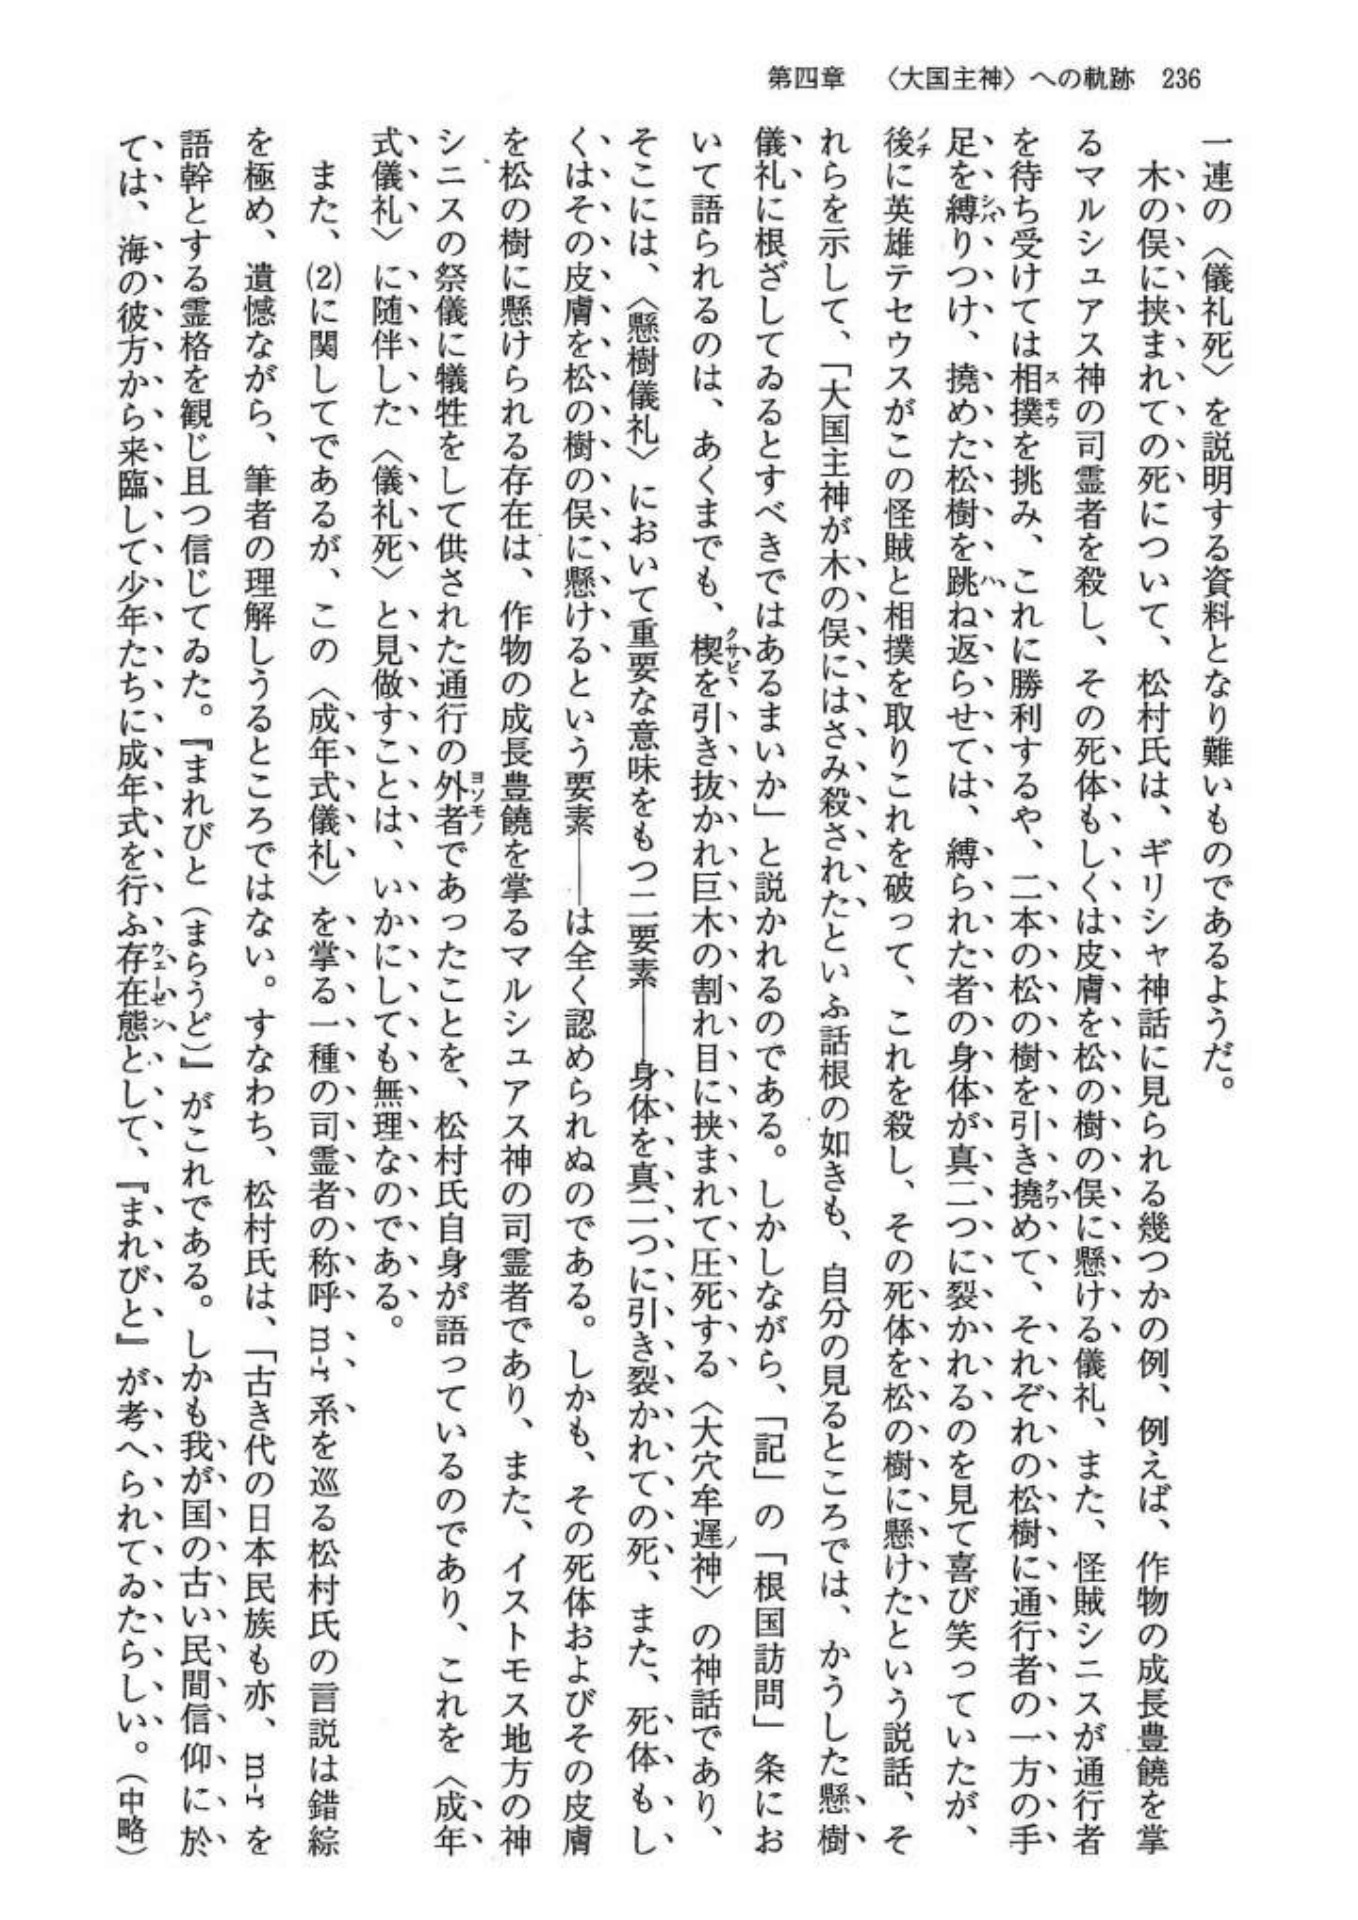 第四章　〈大国主神〉への軌跡　236
一連の〈儀礼死〉を説明する資料となり難いものであるようだ。
　木の俣に挟まれての死について、松村氏は、ギリシャ神話に見られる幾つかの例、例えば、作物の成長豊饒を掌
るマルシュアス神の司霊者を殺し、その死体もしくは皮膚を松の樹の俣に懸ける儀礼、また、怪賊シニスが通行者
を待ち受けては相撲スモウを挑み、これに勝利するや、二本の松の樹を引き撓タワめて、それぞれの松樹に通行者の一方の手
足を縛シバりつけ、撓めた松樹を跳ハね返らせては、縛られた者の身体が真二つに裂かれるのを見て喜び笑っていたが、
後ノチに英雄テセウスがこの怪賊と相撲を取りこれを破って、これを殺し、その死体を松の樹に懸けたという説話、そ
れらを示して、「大国主神が木の俣にはさみ殺されたといふ話根の如きも、自分の見るところでは、かうした懸樹
儀礼に根ざしてゐるとすべきではあるまいか」と説かれるのである。しかしながら、「記」の「根国訪問」条にお
いて語られるのは、あくまでも、楔クサビを引き抜かれ巨木の割れ目に挟まれて圧死する〈大穴牟遅ノ神〉の神話であり、
そこには、〈懸樹儀礼〉において重要な意味をもつ二要素――身体を真二つに引き裂かれての死、また、死体もし
くはその皮膚を松の樹の俣に懸けるという要素――は全く認められぬのである。しかも、その死体およびその皮膚
を松の樹に懸けられる存在は、作物の成長豊饒を掌るマルシュアス神の司霊者であり、また、イストモス地方の神
シニスの祭儀に犠牲をして供された通行の外者ヨソモノであったことを、松村氏自身が語っているのであり、これを〈成年
式儀礼〉に随伴した〈儀礼死〉と見做すことは、いかにしても無理なのである。
　また、(2)に関してであるが、この〈成年式儀礼〉を掌る一種の司霊者の称呼 m-r 系を巡る松村氏の言説は錯綜
を極め、遺憾ながら、筆者の理解しうるところではない。すなわち、松村氏は、「古き代の日本民族も亦、m-r を
語幹とする霊格を観じ且つ信じてゐた。『まれびと（まらうど）』がこれである。しかも我が国の古い民間信仰に於
ては、海の彼方から来臨して少年たちに成年式を行ふ存在態ウェーゼンとして、『まれびと』が考へられてゐたらしい。（中略）